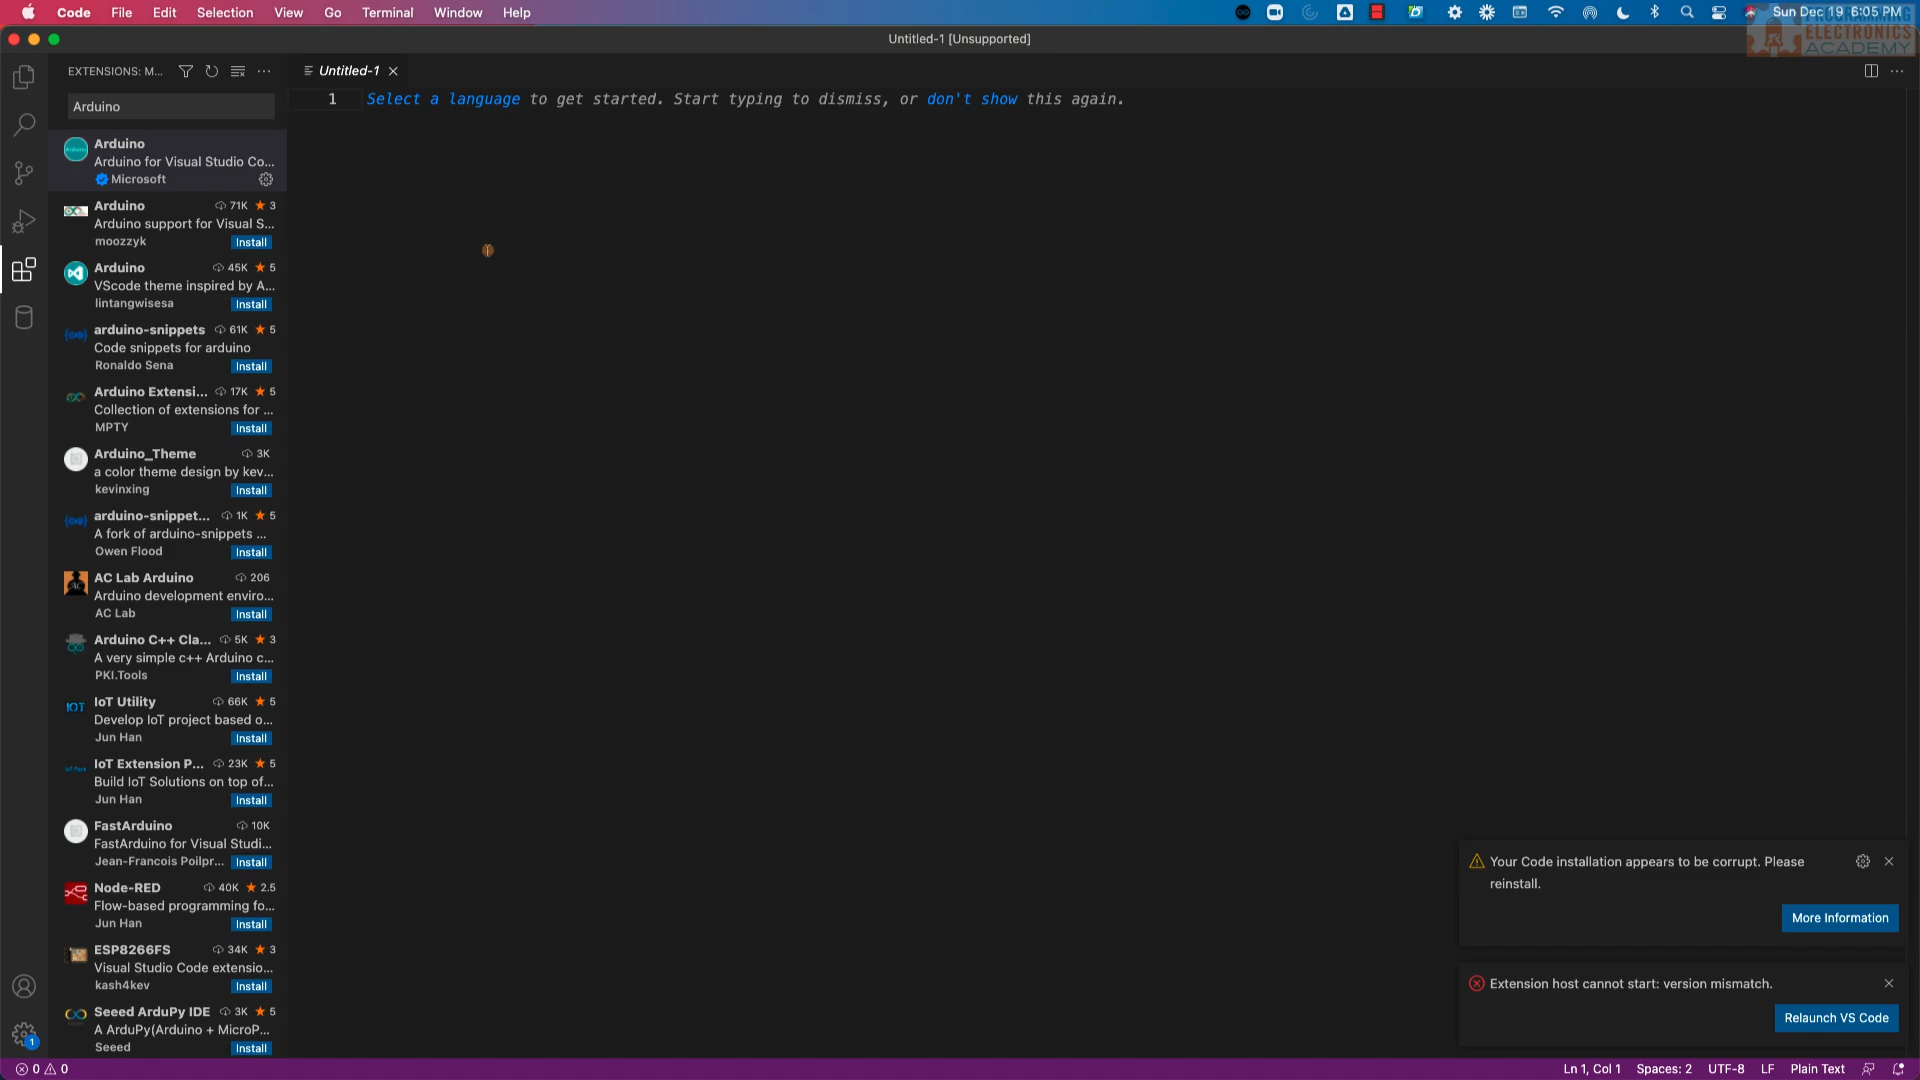 Code File Edit Selection View Go Terminal Window Help
Sun Dec 19 6:05 PM
PROGRAMMING
ELECTRONICS
ACADEMY
Untitled-1 [Unsupported]
EXTENSIONS: M...
Untitled-1
Arduino
1 Select a language to get started. Start typing to dismiss, or don't show this again.
Arduino
Arduino for Visual Studio Co...
Microsoft
Arduino 71K 3
Arduino support for Visual S...
moozzyk Install
Arduino 45K 5
VScode theme inspired by A...
lintangwisesa Install
arduino-snippets 61K 5
Code snippets for arduino
Ronaldo Sena Install
Arduino Extensi... 17K 5
Collection of extensions for ...
MPTY Install
Arduino_Theme 3K
a color theme design by kev...
kevinxing Install
arduino-snippet... 1K 5
A fork of arduino-snippets ...
Owen Flood Install
AC Lab Arduino 206
Arduino development enviro...
AC Lab Install
Arduino C++ Cla... 5K 3
A very simple c++ Arduino c...
PKI.Tools Install
IOT
IoT Utility 66K 5
Develop IoT project based o...
Jun Han Install
IoT Extension P... 23K 5
Build IoT Solutions on top of...
Jun Han Install
FastArduino 10K
FastArduino for Visual Studi...
Jean-Francois Poilpr... Install
Node-RED 40K 2.5
Flow-based programming fo...
Jun Han Install
ESP8266FS 34K 3
Visual Studio Code extensio...
kash4kev Install
Seeed ArduPy IDE 3K 5
A ArduPy(Arduino + MicroP...
Seeed Install
Your Code installation appears to be corrupt. Please
reinstall.
More Information
Extension host cannot start: version mismatch.
Relaunch VS Code
1
0 0
Ln 1, Col 1 Spaces: 2 UTF-8 LF Plain Text